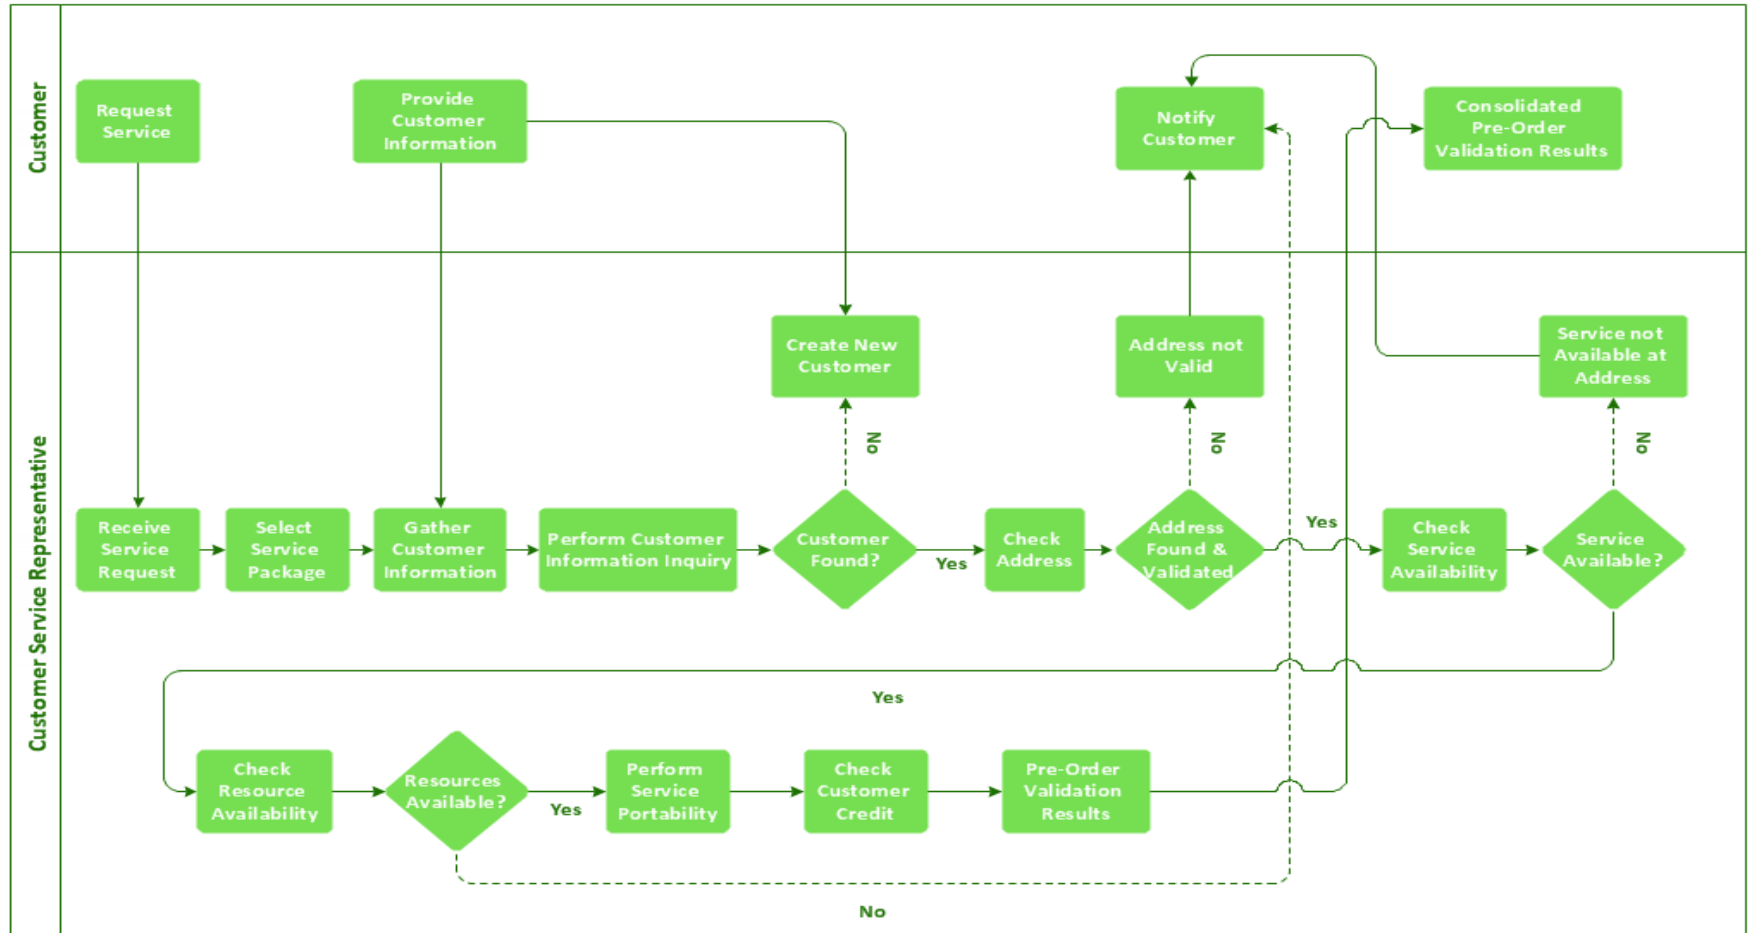 Customer
Request
Service
Provide
Customer
Information
Notify
Customer
Consolidated
Pre-Order
Validation Results
Customer Service Representative
Create New
Customer
Address not
Valid
Service not
Available at
Address
No
No
No
Receive
Service
Request
Select
Service
Package
Gather
Customer
Information
Perform Customer
Information Inquiry
Customer
Found?
Yes
Check
Address
Address
Found &
Validated
Yes
Check
Service
Availability
Service
Available?
Yes
Check
Resource
Availability
Resources
Available?
Yes
Perform
Service
Portability
Check
Customer
Credit
Pre-Order
Validation
Results
No